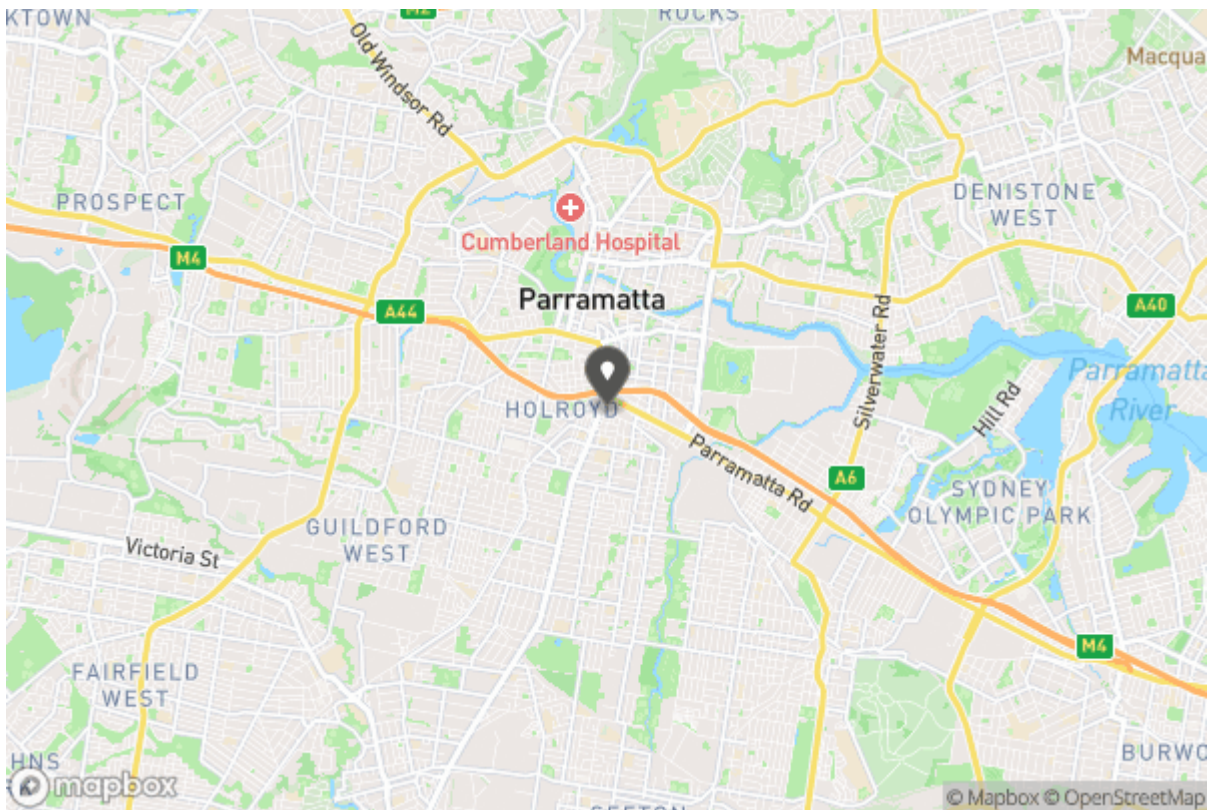 KTOWN
M2
ROCKS
Old Windsor Rd
Macqua
PROSPECT
DENISTONE
WEST
Cumberland Hospital
M4
Parramatta
A44
A40
Silverwater Rd
Parramatta
River
HOLROYD
Hill Rd
Parramatta Rd
A6
SYDNEY
OLYMPIC PARK
GUILDFORD
WEST
Victoria St
M4
FAIRFIELD
WEST
HNS
BURWO
mapbox
© Mapbox © OpenStreetMap